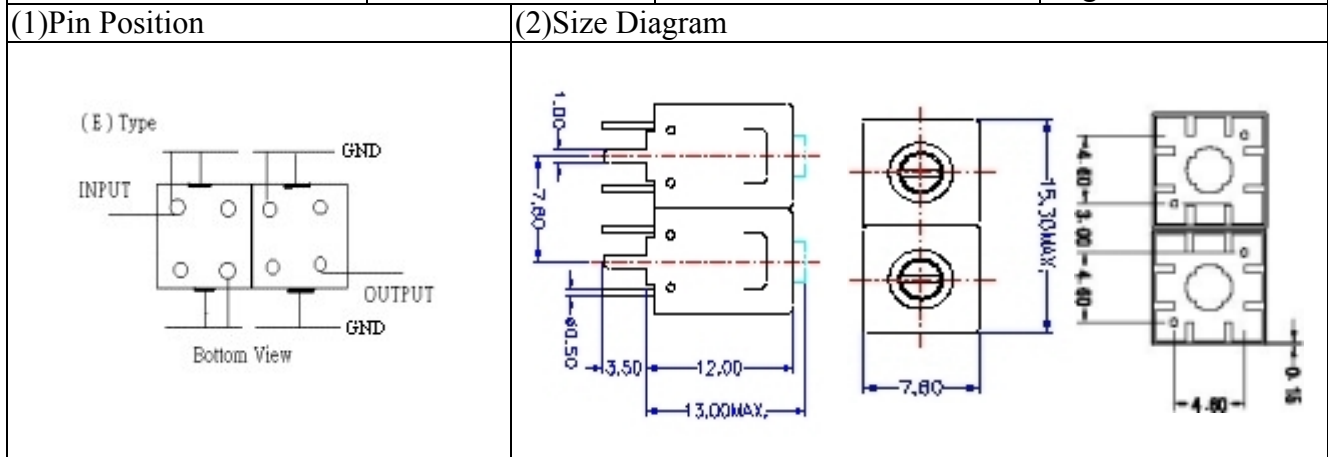 (1)Pin Position
(2)Size Diagram
( E ) Type
GND
INPUT
OUTPUT
GND
Bottom View
1.00
7.60
ø0.50
3.50
12.00
13.00MAX.
15.30MAX.
7.60
4.60
3.00
4.60
4.60
0.15